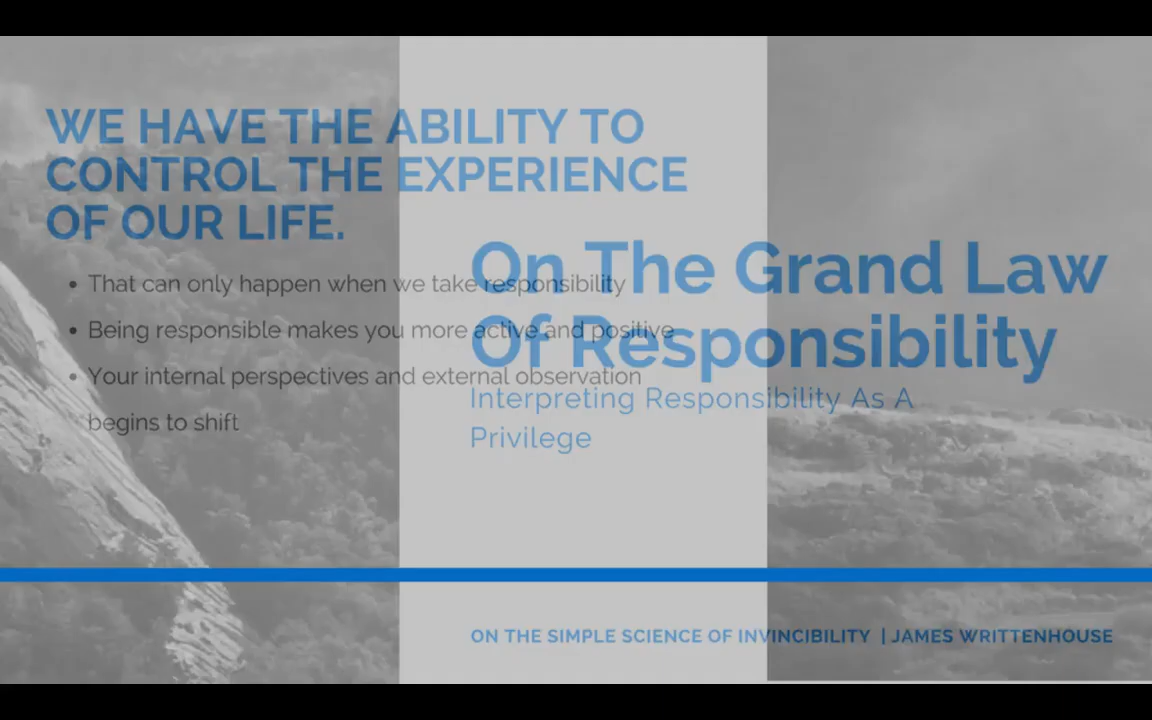 WE HAVE THE ABILITY TO
CONTROL THE EXPERIENCE
OF OUR LIFE.
• That can only happen when we take responsibility
• Being responsible makes you more active and positive
• Your internal perspectives and external observation
begins to shift
On The Grand Law
Of Responsibility
Interpreting Responsibility As A
Privilege
ON THE SIMPLE SCIENCE OF INVINCIBILITY | JAMES WRITTENHOUSE